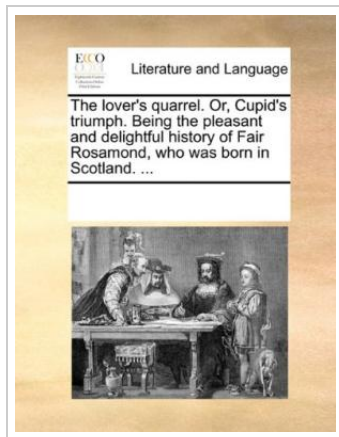 ECCO
Literature and Language
The lover's quarrel. Or, Cupid's
triumph. Being the pleasant
and delightful history of Fair
Rosamond, who was born in
Scotland. ...